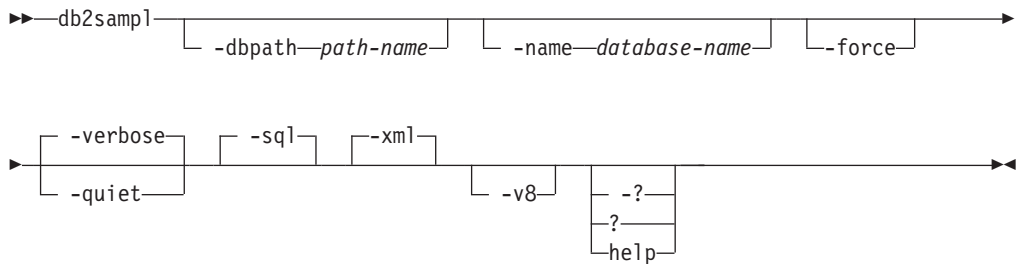 db2sampl
-dbpath path-name
-name database-name
-force
-verbose
-quiet
-sql
-xml
-v8
-?
?
help